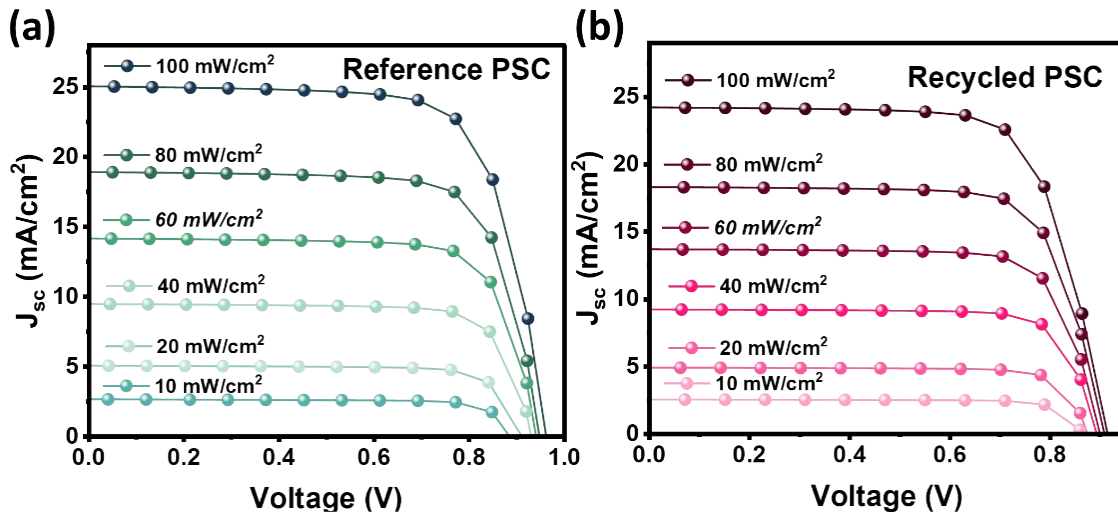 (a)
Reference PSC
100 mW/cm²
80 mW/cm²
60 mW/cm²
40 mW/cm²
20 mW/cm²
10 mW/cm²
25
20
15
10
5
0
J_sc (mA/cm²)
0.0 0.2 0.4 0.6 0.8 1.0
Voltage (V)
(b)
Recycled PSC
100 mW/cm²
80 mW/cm²
60 mW/cm²
40 mW/cm²
20 mW/cm²
10 mW/cm²
25
20
15
10
5
0
J_sc (mA/cm²)
0.0 0.2 0.4 0.6 0.8
Voltage (V)